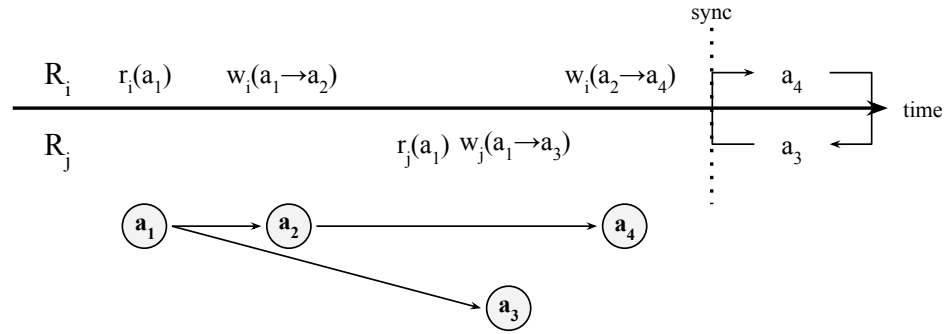 sync
R_i r_i(a_1) w_i(a_1→a_2) w_i(a_2→a_4) a_4
time
R_j r_j(a_1) w_j(a_1→a_3) a_3
a_1 a_2 a_4
a_3